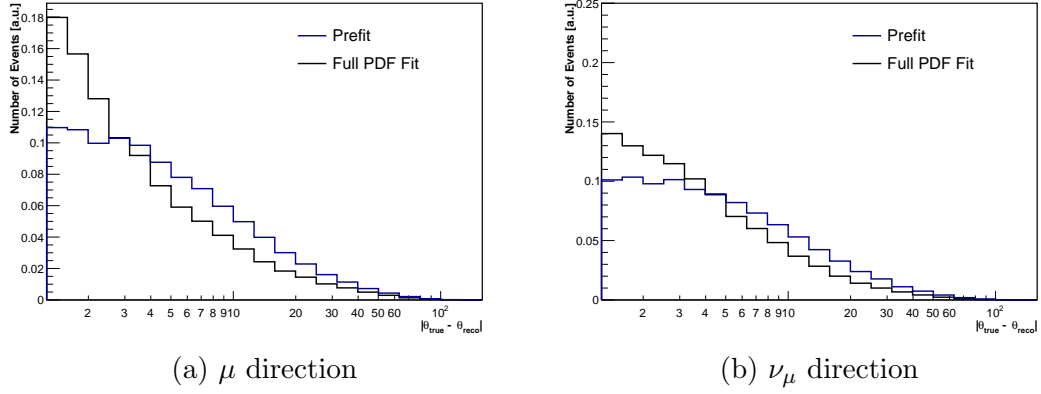 Number of Events [a.u.]
0.18
0.16
0.14
0.12
0.1
0.08
0.06
0.04
0.02
0
Prefit
Full PDF Fit
2 3 4 5 6 7 8 910 20 30 40 50 60 10²
|θtrue - θreco|
(a) μ direction
Number of Events [a.u.]
0.25
0.2
0.15
0.1
0.05
0
Prefit
Full PDF Fit
2 3 4 5 6 7 8 910 20 30 40 50 60 10²
|θtrue - θreco|
(b) νμ direction